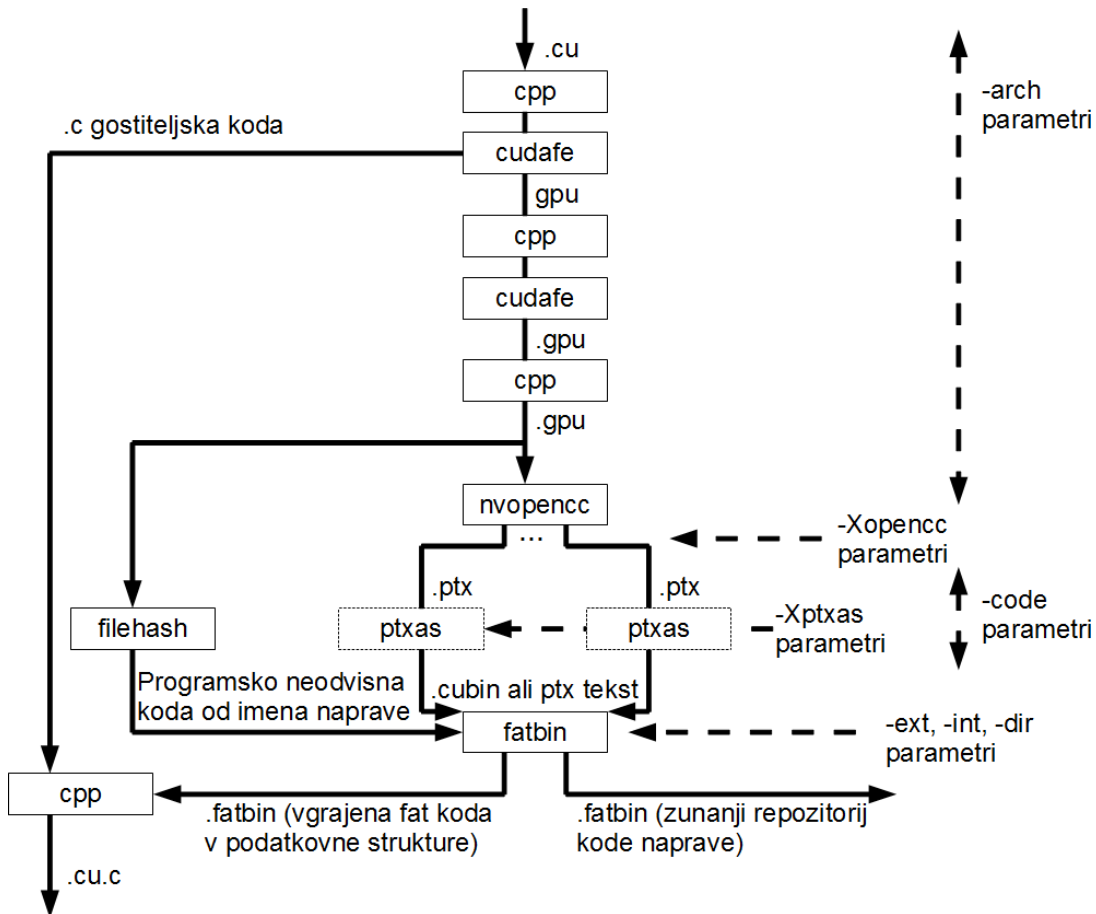 .cu
cpp
-arch
parametri
.c gostiteljska koda
cudafe
gpu
cpp
cudafe
.gpu
cpp
.gpu
nvopencc
...
-Xopencc
parametri
.ptx
.ptx
-code
parametri
filehash
ptxas
ptxas
-Xptxas
parametri
Programsko neodvisna
koda od imena naprave
.cubin ali ptx tekst
fatbin
-ext, -int, -dir
parametri
cpp
.fatbin (vgrajena fat koda
v podatkovne strukture)
.fatbin (zunanji repozitorij
kode naprave)
.cu.c